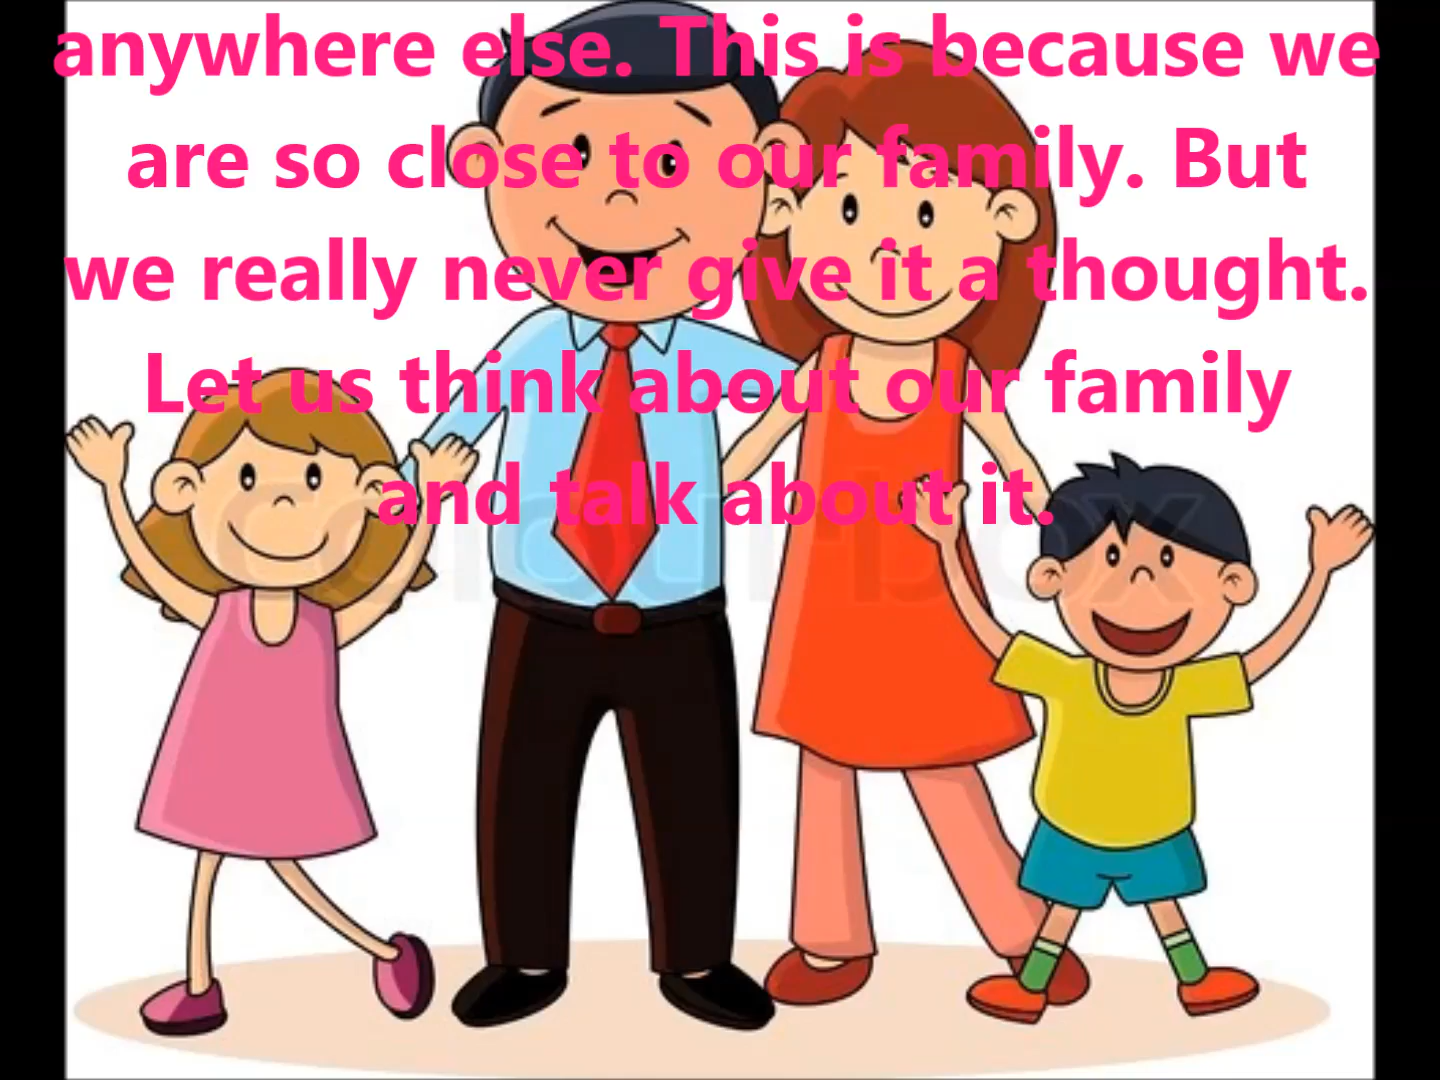 anywhere else. This is because we
are so close to our family. But
we really never give it a thought.
Let us think about our family
and talk about it.
colourbox